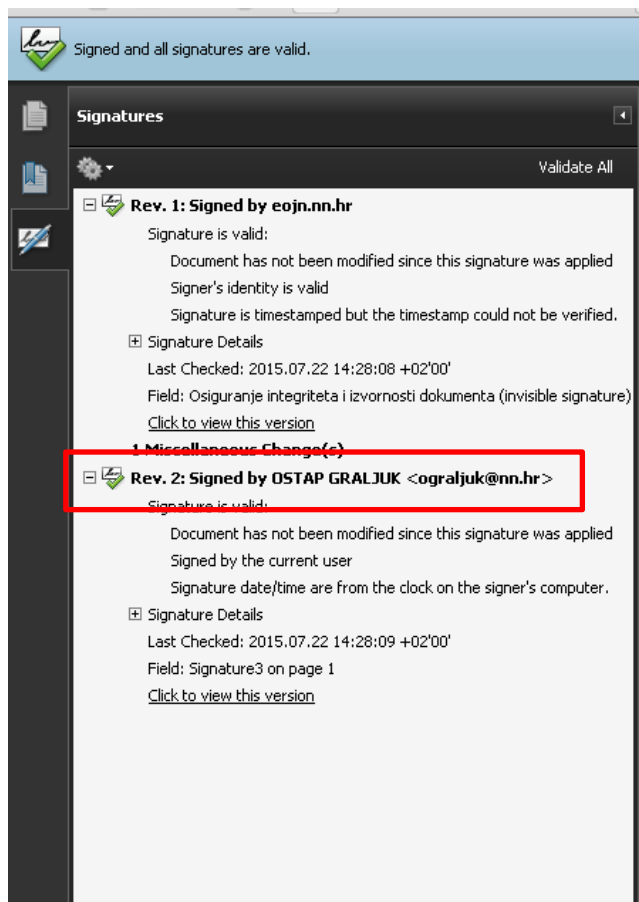 Signed and all signatures are valid.
Signatures
Validate All
Rev. 1: Signed by eojn.nn.hr
Signature is valid:
Document has not been modified since this signature was applied
Signer's identity is valid
Signature is timestamped but the timestamp could not be verified.
Signature Details
Last Checked: 2015.07.22 14:28:08 +02'00'
Field: Osiguranje integriteta i izvornosti dokumenta (invisible signature)
Click to view this version
1 Miscellaneous Change(s)
Rev. 2: Signed by OSTAP GRALJUK <ograljuk@nn.hr>
Signature is valid:
Document has not been modified since this signature was applied
Signed by the current user
Signature date/time are from the clock on the signer's computer.
Signature Details
Last Checked: 2015.07.22 14:28:09 +02'00'
Field: Signature3 on page 1
Click to view this version